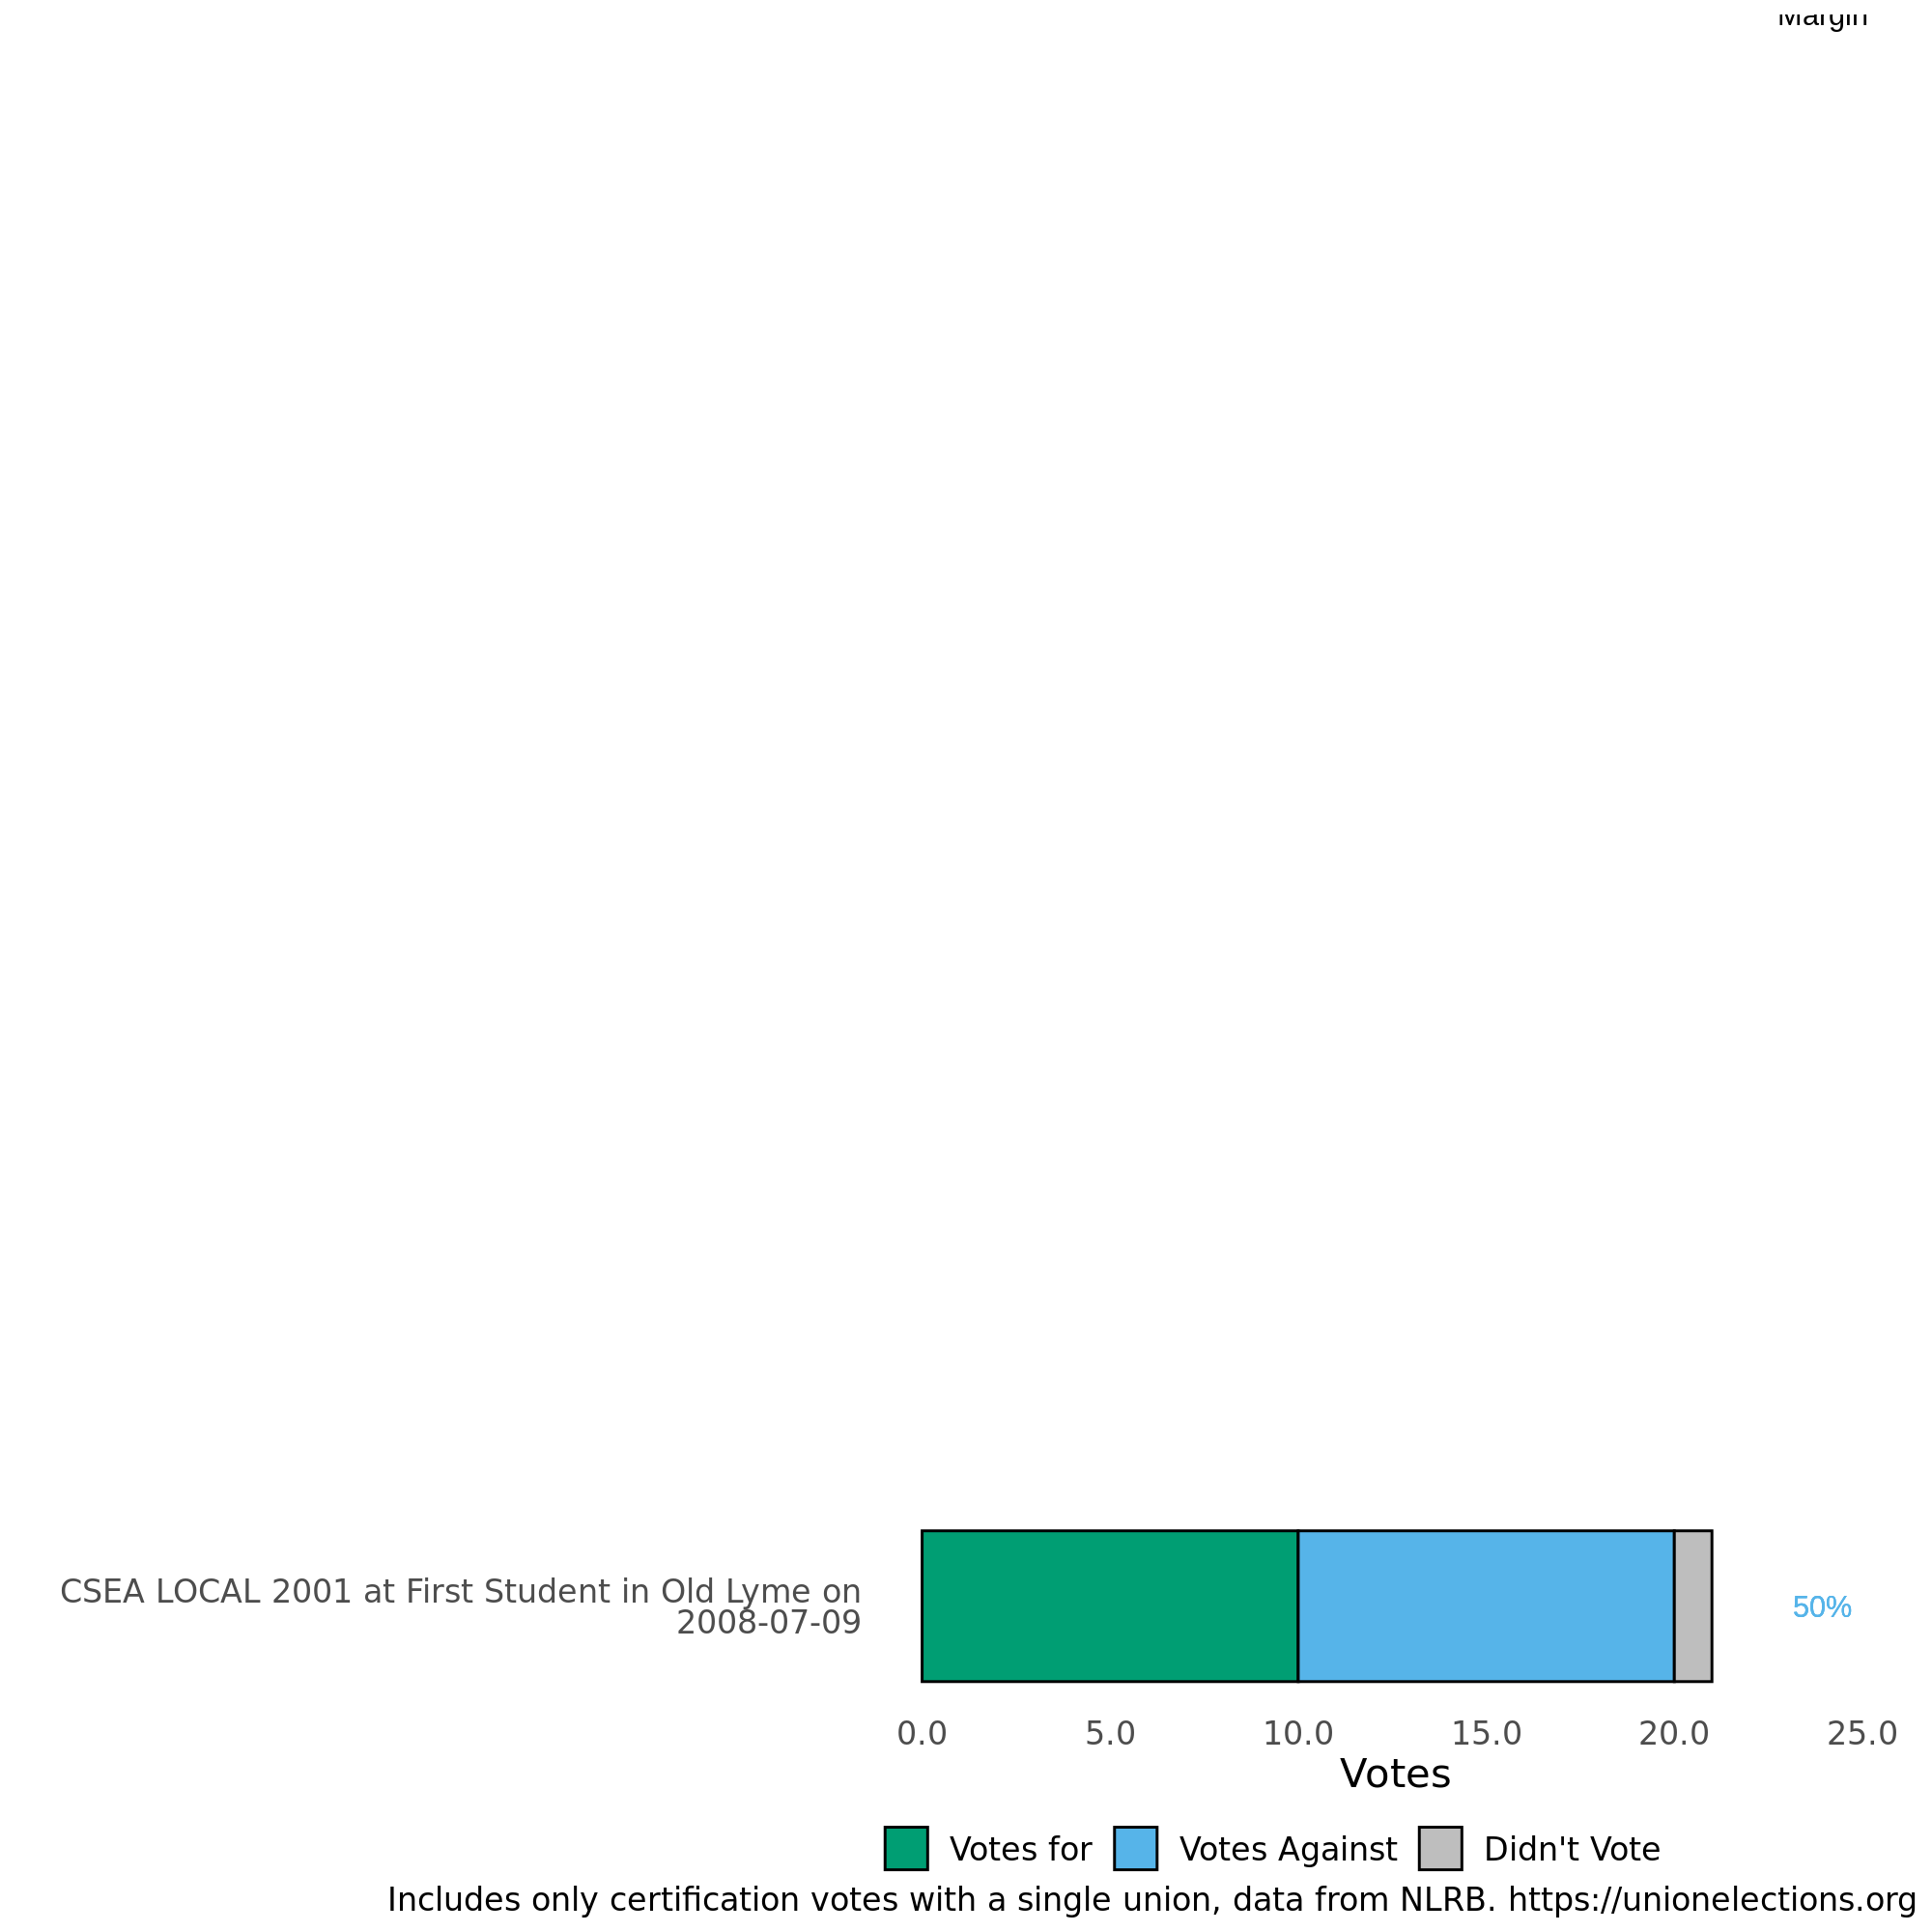 Margin
CSEA LOCAL 2001 at First Student in Old Lyme on
2008-07-09
50%
0.0 5.0 10.0 15.0 20.0 25.0
Votes
Votes for Votes Against Didn't Vote
Includes only certification votes with a single union, data from NLRB. https://unionelections.org